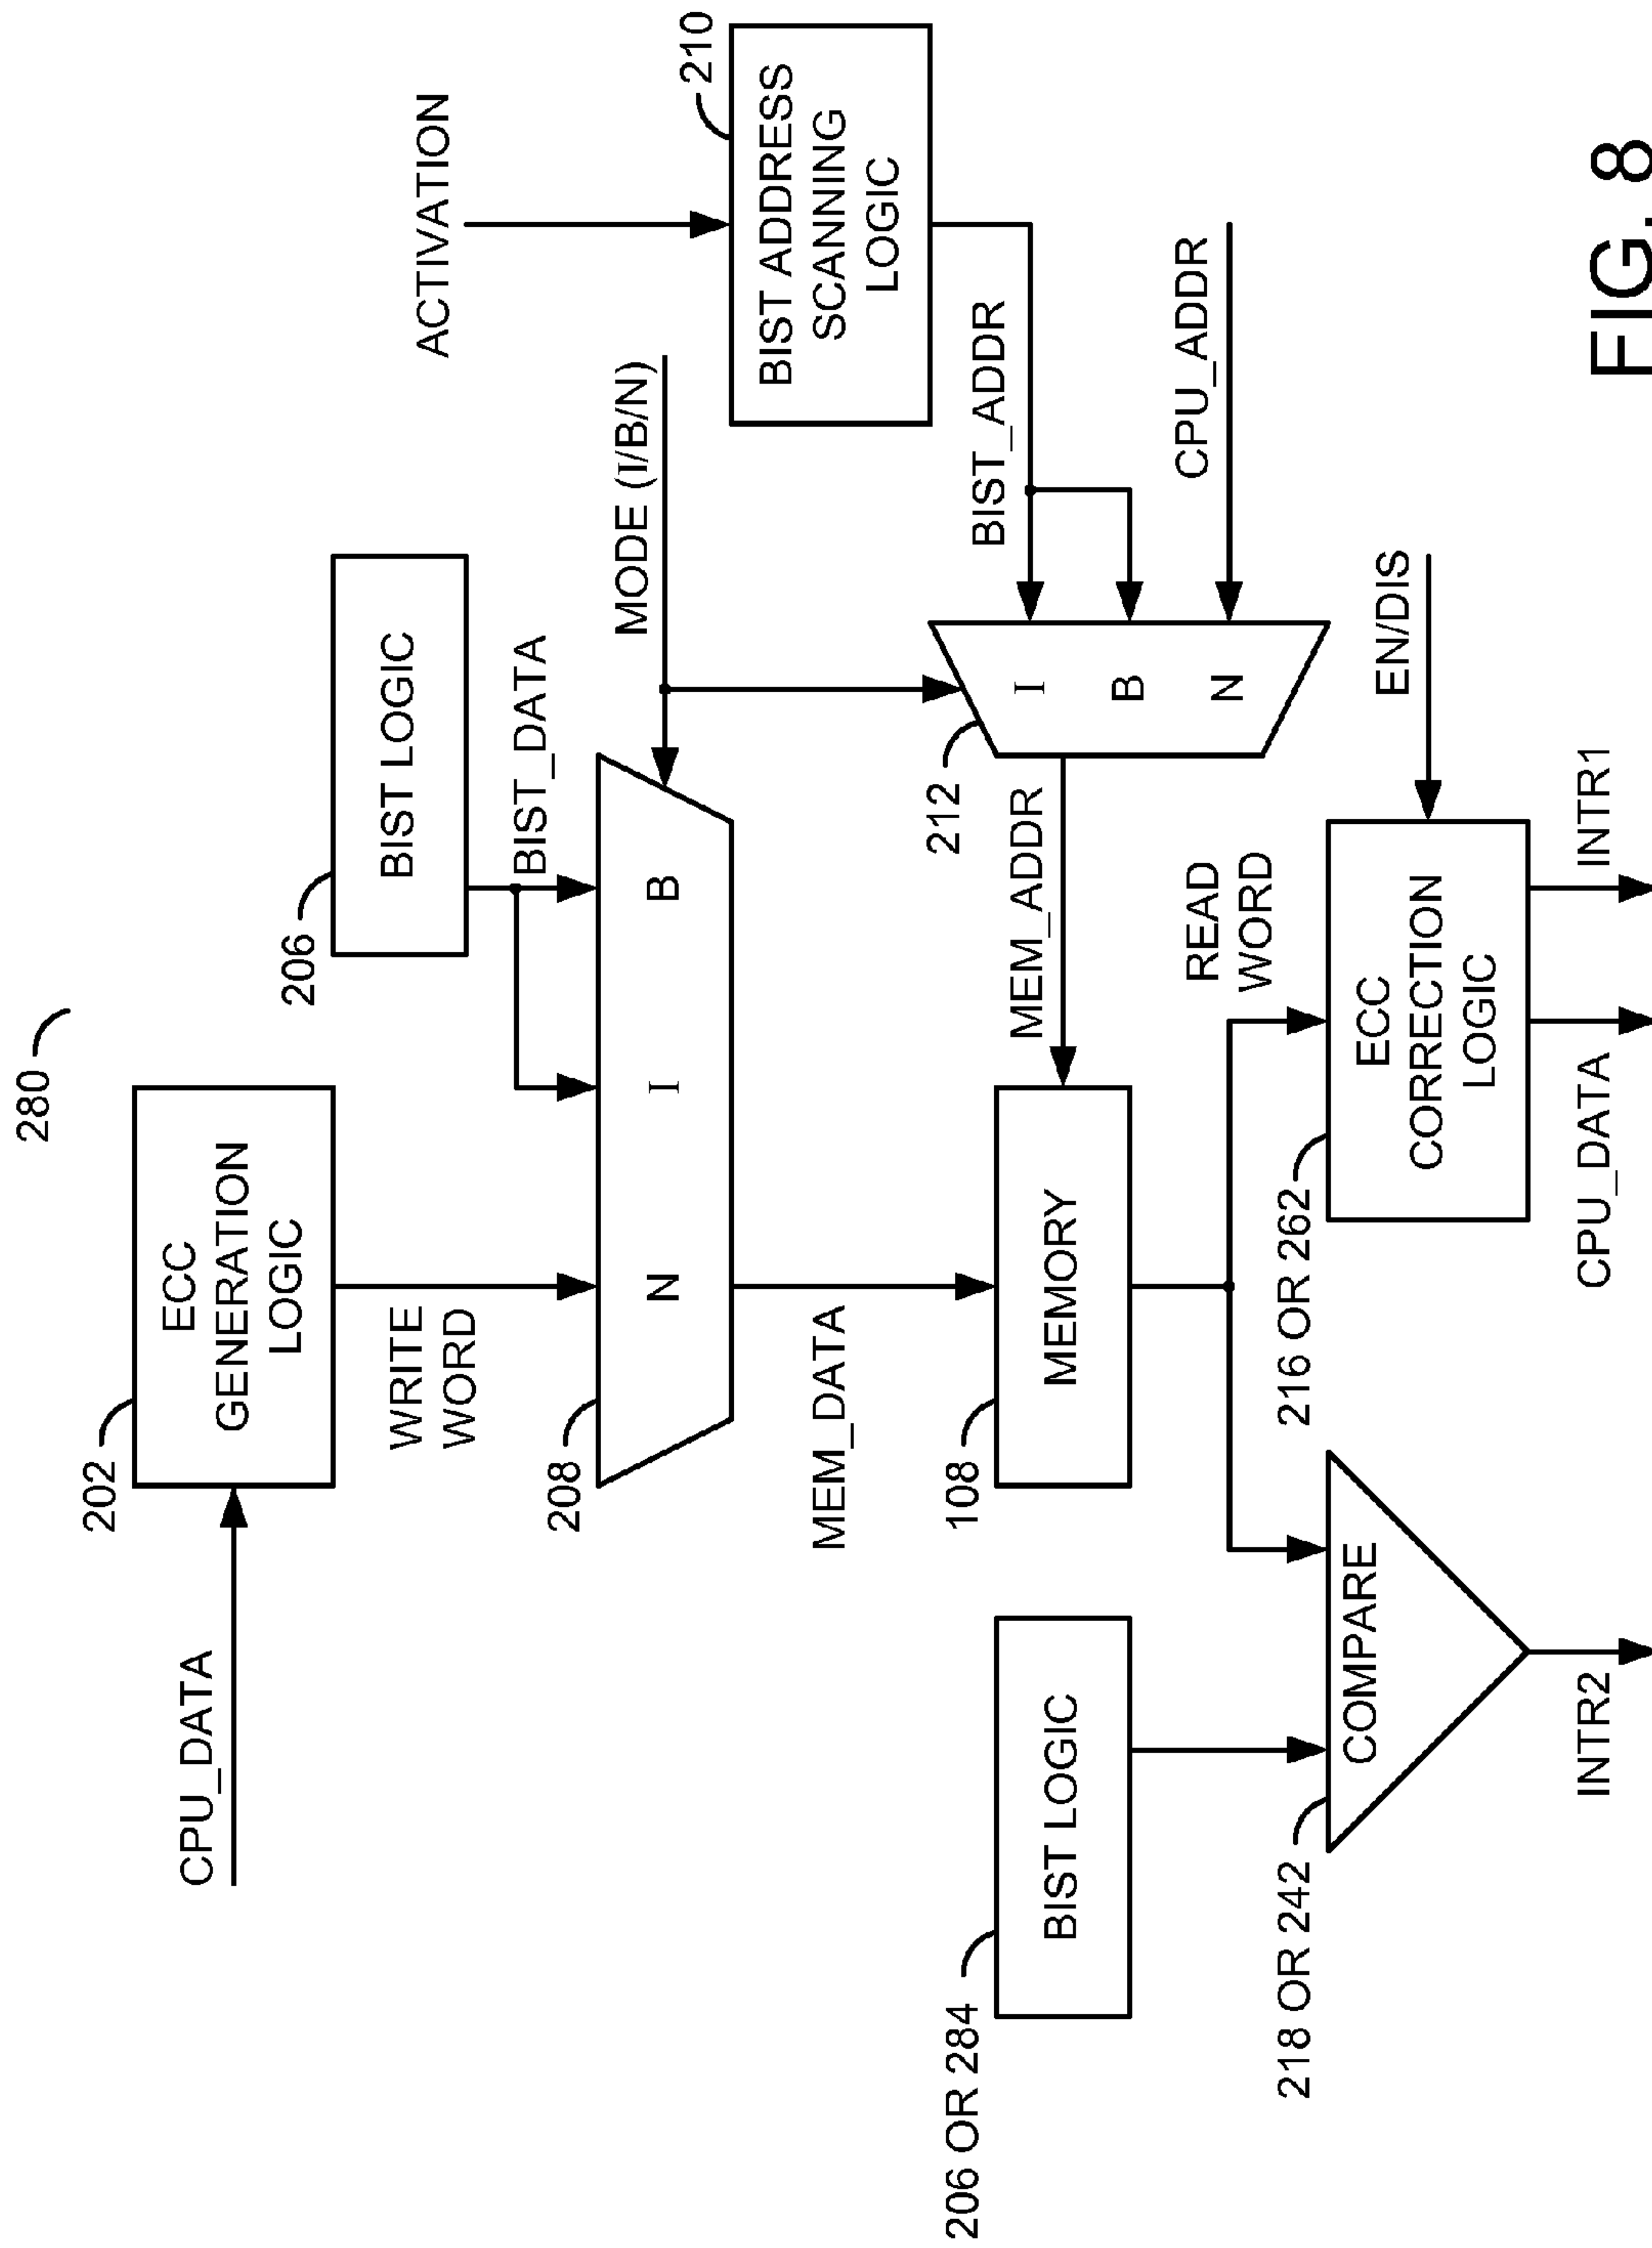 280
202
ECC
GENERATION
LOGIC
CPU_DATA
WRITE
WORD
206
BIST LOGIC
BIST_DATA
ACTIVATION
210
BIST ADDRESS
SCANNING
LOGIC
MODE (I/B/N)
208
N
I
B
MEM_DATA
BIST_ADDR
CPU_ADDR
212
I
B
N
MEM_ADDR
108
MEMORY
206 OR 284
BIST LOGIC
READ
WORD
EN/DIS
218 OR 242
COMPARE
216 OR 262
ECC
CORRECTION
LOGIC
INTR2
CPU_DATA
INTR1
FIG. 8